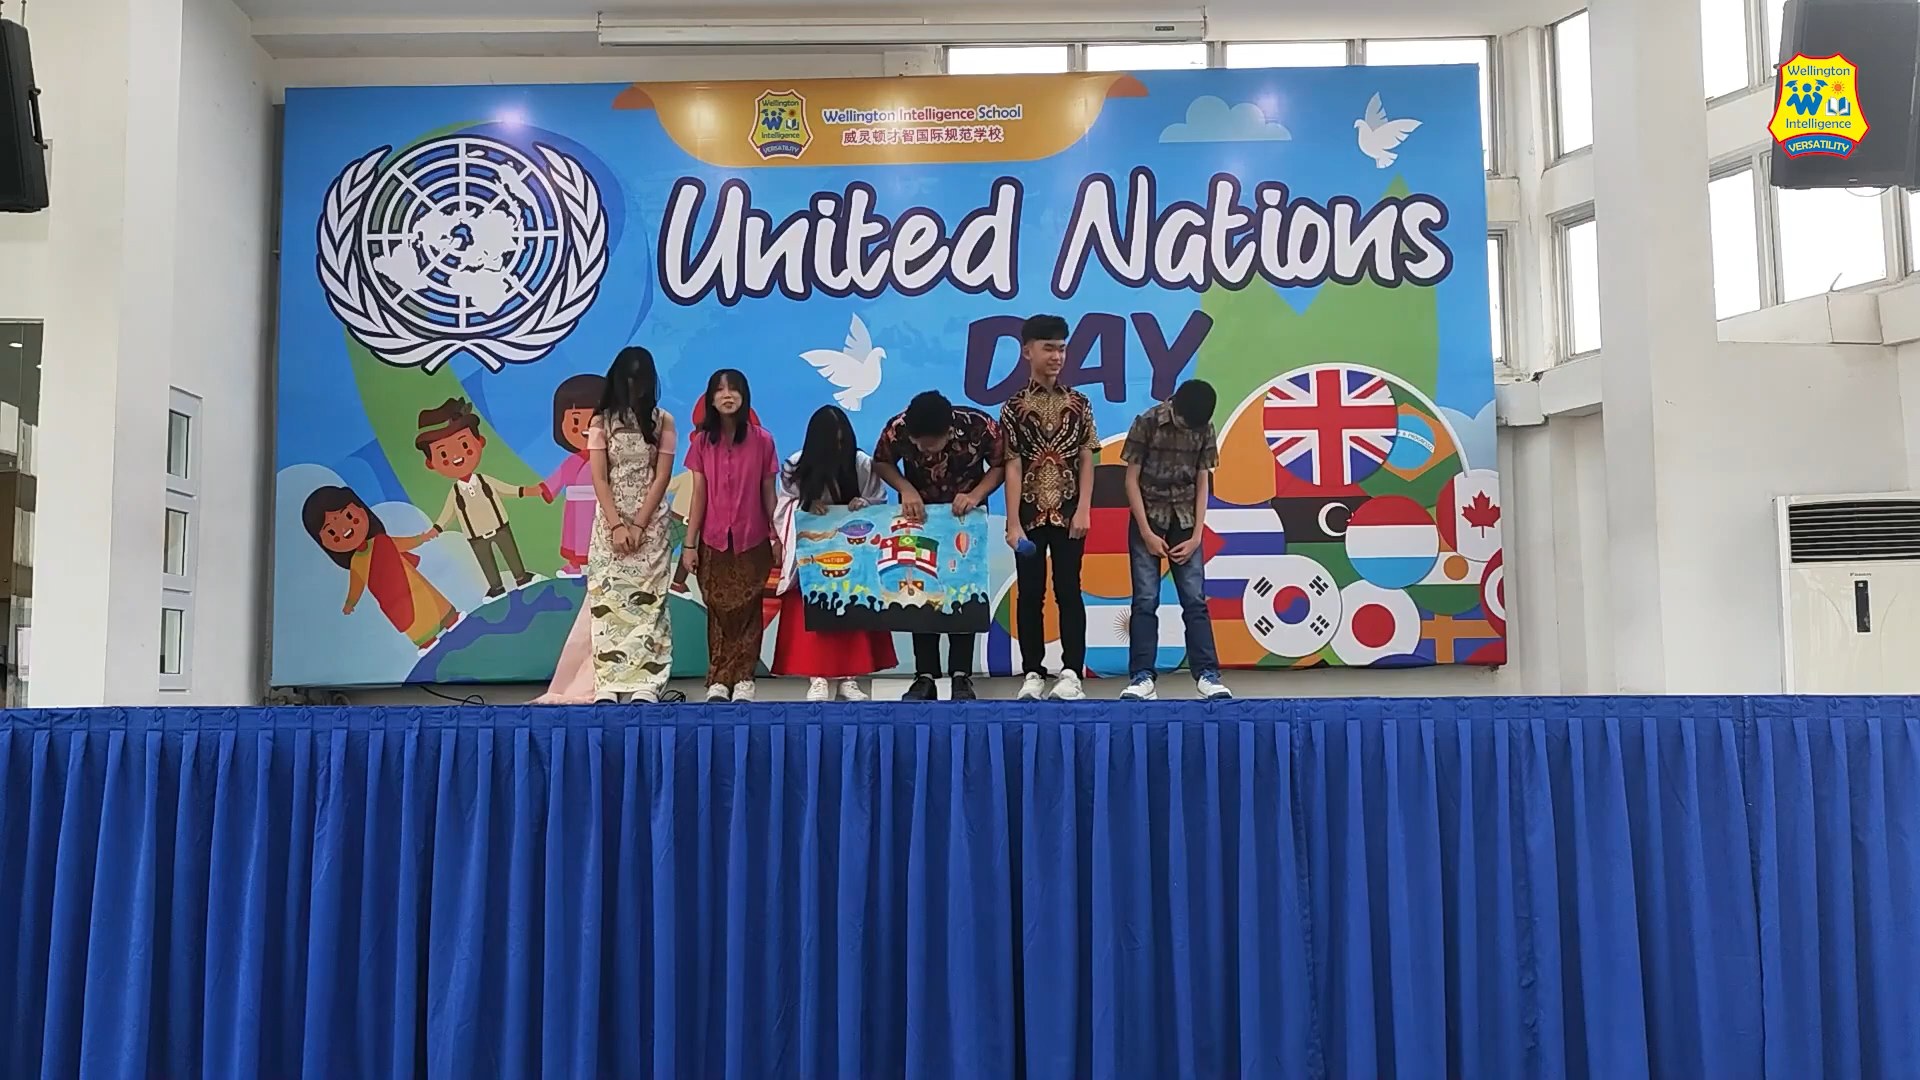 Wellington
Intelligence
VERSATILITY
Wellington Intelligence School
威灵顿才智国际规范学校
United Nations
DAY
Wellington
Intelligence
VERSATILITY